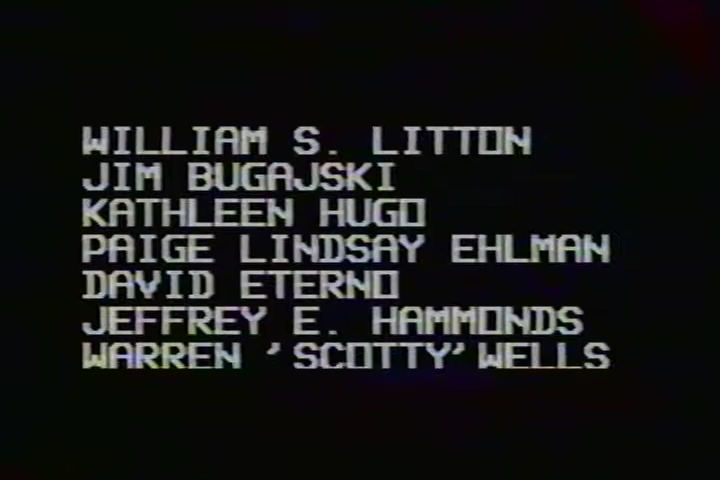 WILLIAM S. LITTON
JIM BUGAJSKI
KATHLEEN HUGO
PAIGE LINDSAY EHLMAN
DAVID ETERNO
JEFFREY E. HAMMONDS
WARREN 'SCOTTY' WELLS